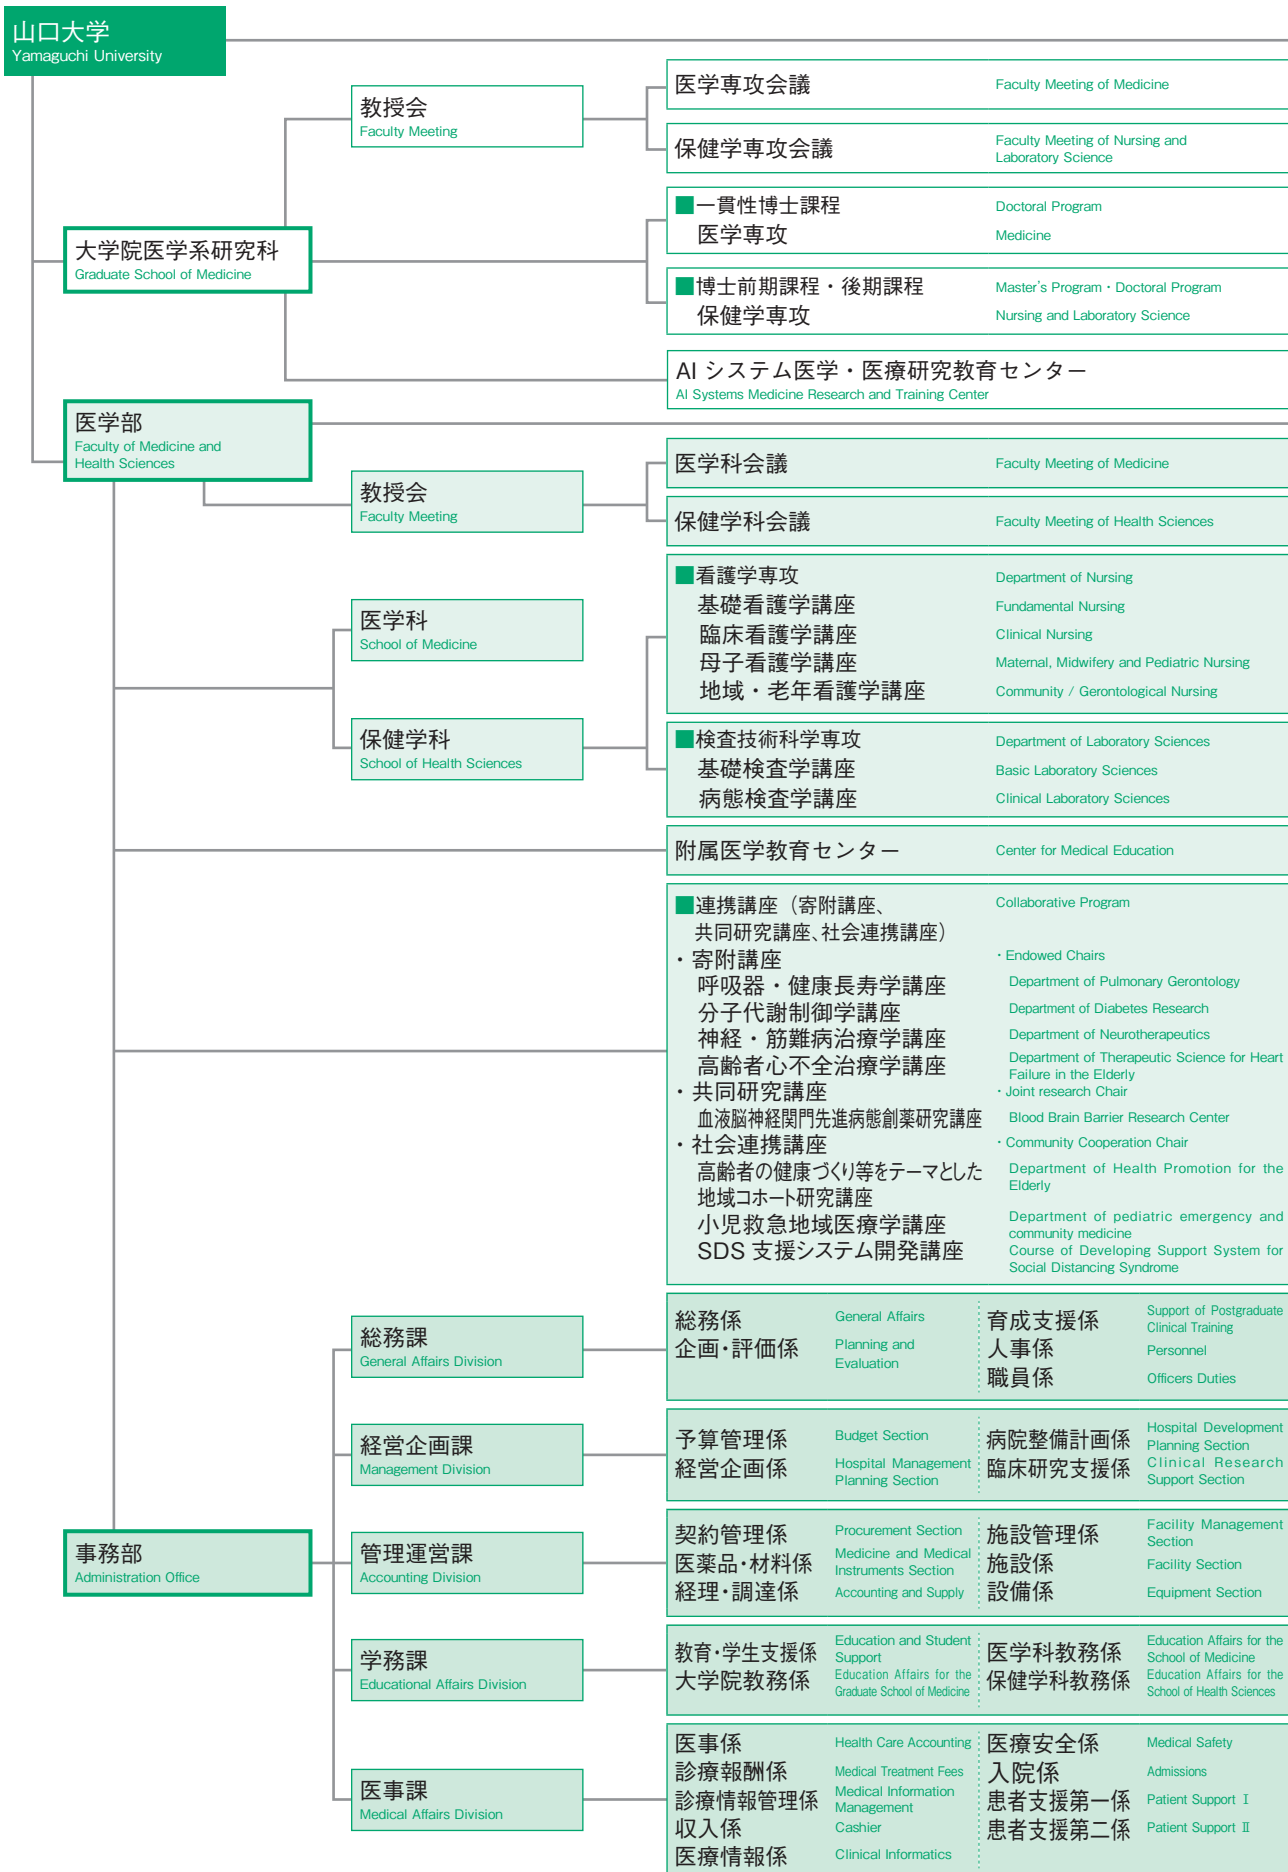 山口大学
Yamaguchi University
教授会
Faculty Meeting
医学専攻会議 Faculty Meeting of Medicine
保健学専攻会議 Faculty Meeting of Nursing and
Laboratory Science
大学院医学系研究科
Graduate School of Medicine
■一貫性博士課程 Doctoral Program
医学専攻 Medicine
■博士前期課程・後期課程 Master's Program・Doctoral Program
保健学専攻 Nursing and Laboratory Science
AI システム医学・医療研究教育センター
AI Systems Medicine Research and Training Center
医学部
Faculty of Medicine and
Health Sciences
教授会
Faculty Meeting
医学科会議 Faculty Meeting of Medicine
保健学科会議 Faculty Meeting of Health Sciences
医学科
School of Medicine
保健学科
School of Health Sciences
■看護学専攻 Department of Nursing
基礎看護学講座 Fundamental Nursing
臨床看護学講座 Clinical Nursing
母子看護学講座 Maternal, Midwifery and Pediatric Nursing
地域・老年看護学講座 Community / Gerontological Nursing
■検査技術科学専攻 Department of Laboratory Sciences
基礎検査学講座 Basic Laboratory Sciences
病態検査学講座 Clinical Laboratory Sciences
附属医学教育センター Center for Medical Education
■連携講座（寄附講座、 Collaborative Program
共同研究講座、社会連携講座）
・寄附講座 ・Endowed Chairs
呼吸器・健康長寿学講座 Department of Pulmonary Gerontology
分子代謝制御学講座 Department of Diabetes Research
神経・筋難病治療学講座 Department of Neurotherapeutics
高齢者心不全治療学講座 Department of Therapeutic Science for Heart
Failure in the Elderly
・共同研究講座 ・Joint research Chair
血液脳神経関門先進病態創薬研究講座 Blood Brain Barrier Research Center
・社会連携講座 ・Community Cooperation Chair
高齢者の健康づくり等をテーマとした Department of Health Promotion for the
地域コホート研究講座 Elderly
小児救急地域医療学講座 Department of pediatric emergency and
community medicine
SDS 支援システム開発講座 Course of Developing Support System for
Social Distancing Syndrome
事務部
Administration Office
総務課
General Affairs Division
総務係 General Affairs
企画・評価係 Planning and
Evaluation
育成支援係 Support of Postgraduate
Clinical Training
人事係 Personnel
職員係 Officers Duties
経営企画課
Management Division
予算管理係 Budget Section
経営企画係 Hospital Management
Planning Section
病院整備計画係 Hospital Development
Planning Section
臨床研究支援係 Clinical Research
Support Section
管理運営課
Accounting Division
契約管理係 Procurement Section
医薬品・材料係 Medicine and Medical
Instruments Section
経理・調達係 Accounting and Supply
施設管理係 Facility Management
Section
施設係 Facility Section
設備係 Equipment Section
学務課
Educational Affairs Division
教育・学生支援係 Education and Student
Support
大学院教務係 Education Affairs for the
Graduate School of Medicine
医学科教務係 Education Affairs for the
School of Medicine
保健学科教務係 Education Affairs for the
School of Health Sciences
医事課
Medical Affairs Division
医事係 Health Care Accounting
診療報酬係 Medical Treatment Fees
診療情報管理係 Medical Information
Management
収入係 Cashier
医療情報係 Clinical Informatics
医療安全係 Medical Safety
入院係 Admissions
患者支援第一係 Patient Support Ⅰ
患者支援第二係 Patient Support Ⅱ